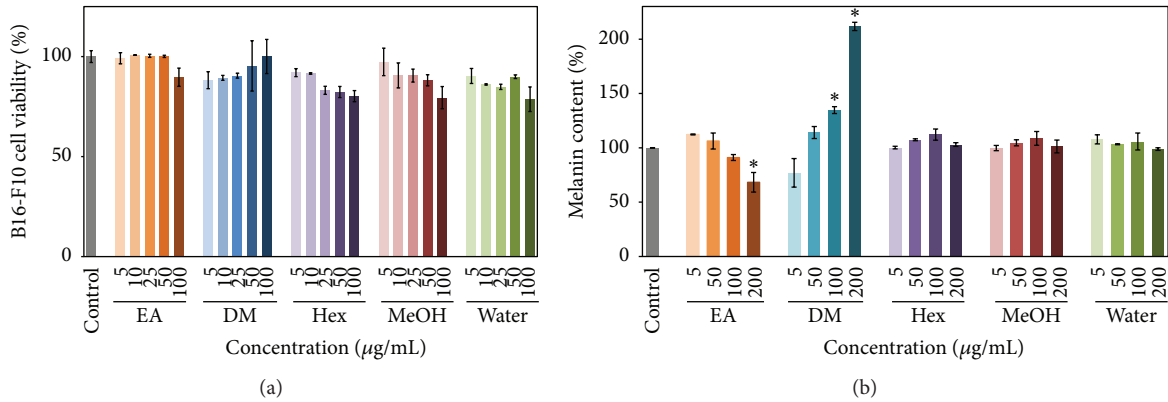 B16-F10 cell viability (%)
100
50
0
Control
5 10 25 50 100
5 10 25 50 100
5 10 25 50 100
5 10 25 50 100
5 10 25 50 100
EA DM Hex MeOH Water
Concentration (μg/mL)
(a)
Melanin content (%)
200
150
100
50
0
* * *
Control
5 50 100 200
5 50 100 200
5 50 100 200
5 50 100 200
5 50 100 200
EA DM Hex MeOH Water
Concentration (μg/mL)
(b)